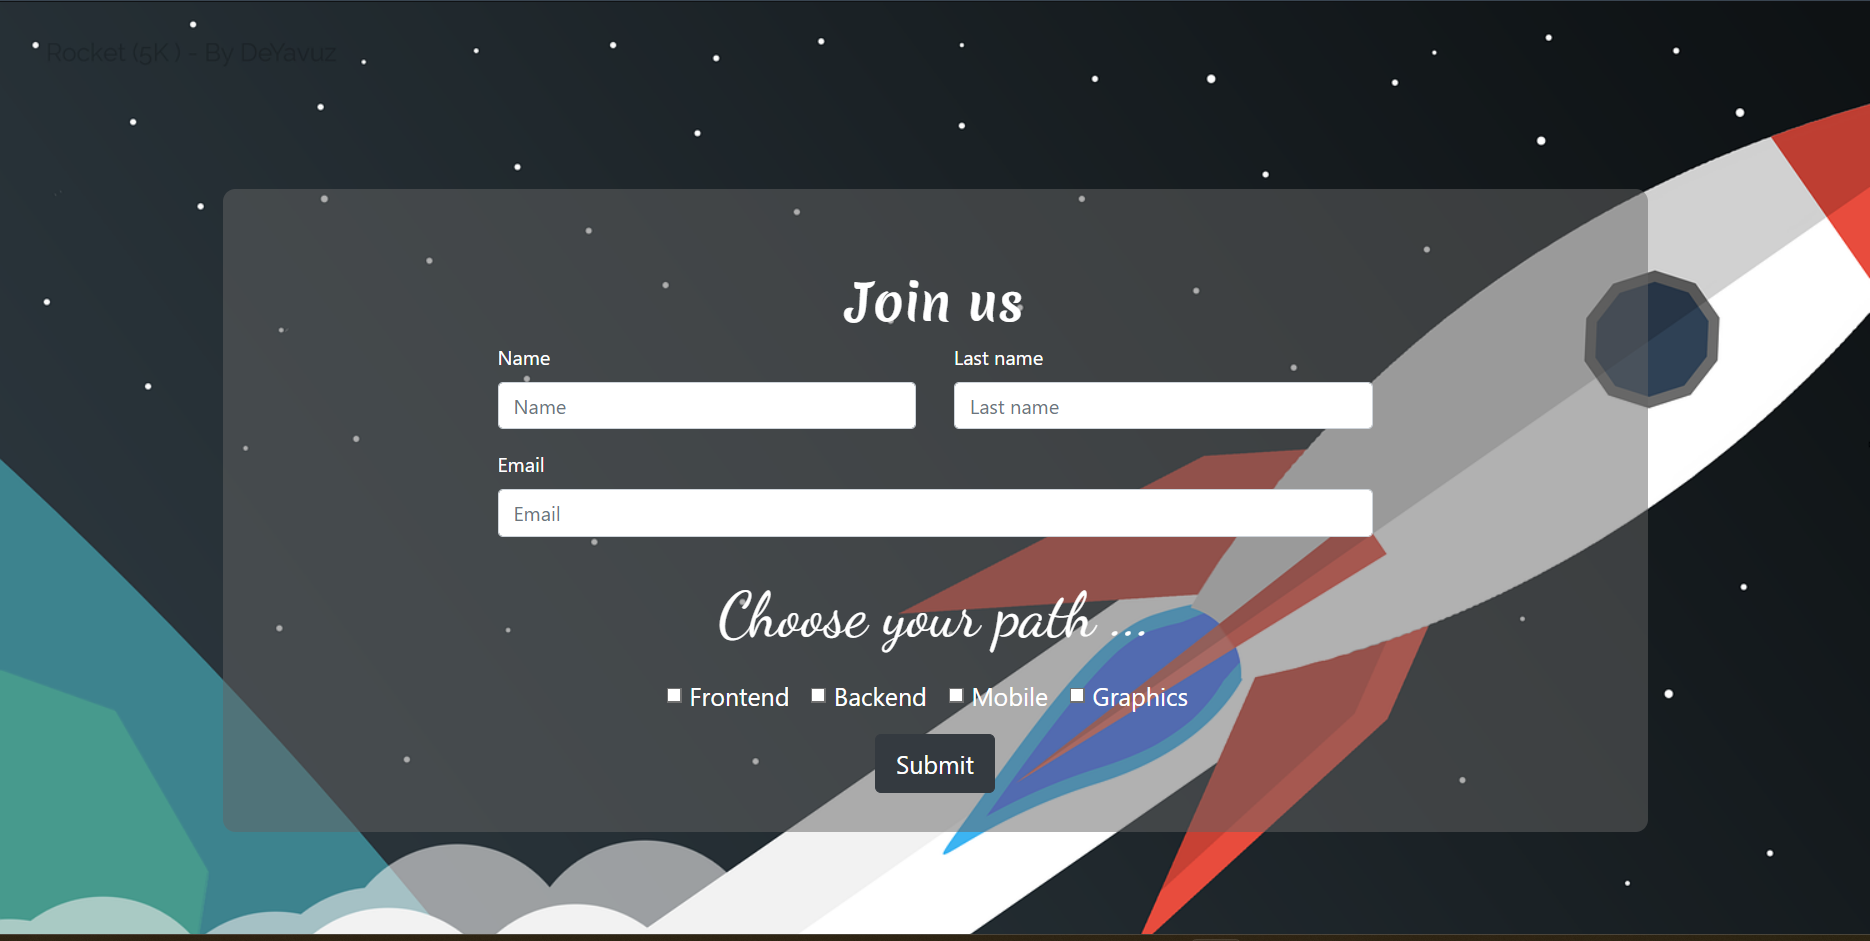 Rocket (5K ) - By DeYavuz
Join us
Name Last name
Name Last name
Email
Email
Choose your path ...
Frontend Backend Mobile Graphics
Submit